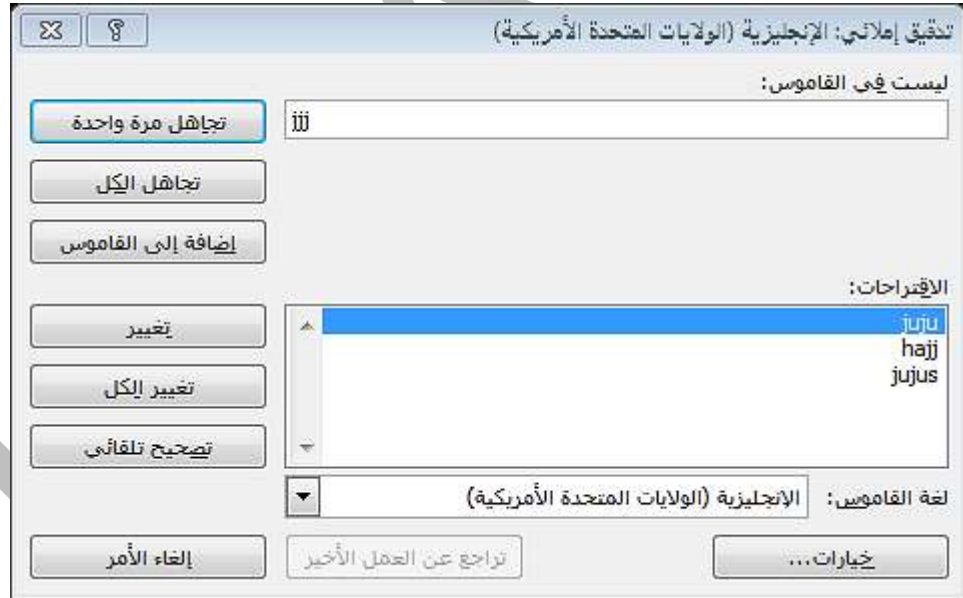 تدقيق إملائي: الإنجليزية (الولايات المتحدة الأمريكية)
ليست في القاموس:
jjj
تجاهل مرة واحدة
تجاهل الكل
إضافة إلى القاموس
الاقتراحات:
juju
hajj
jujus
تغيير
تغيير الكل
تصحيح تلقائي
لغة القاموس: الإنجليزية (الولايات المتحدة الأمريكية)
خيارات... تراجع عن العمل الأخير إلغاء الأمر